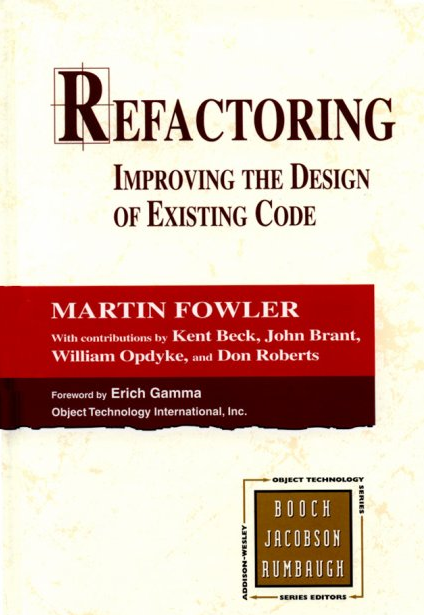 REFACTORING
IMPROVING THE DESIGN
OF EXISTING CODE
MARTIN FOWLER
With contributions by Kent Beck, John Brant,
William Opdyke, and Don Roberts
Foreword by Erich Gamma
Object Technology International, Inc.
OBJECT TECHNOLOGY
SERIES
BOOCH
JACOBSON
RUMBAUGH
ADDISON-WESLEY
SERIES EDITORS